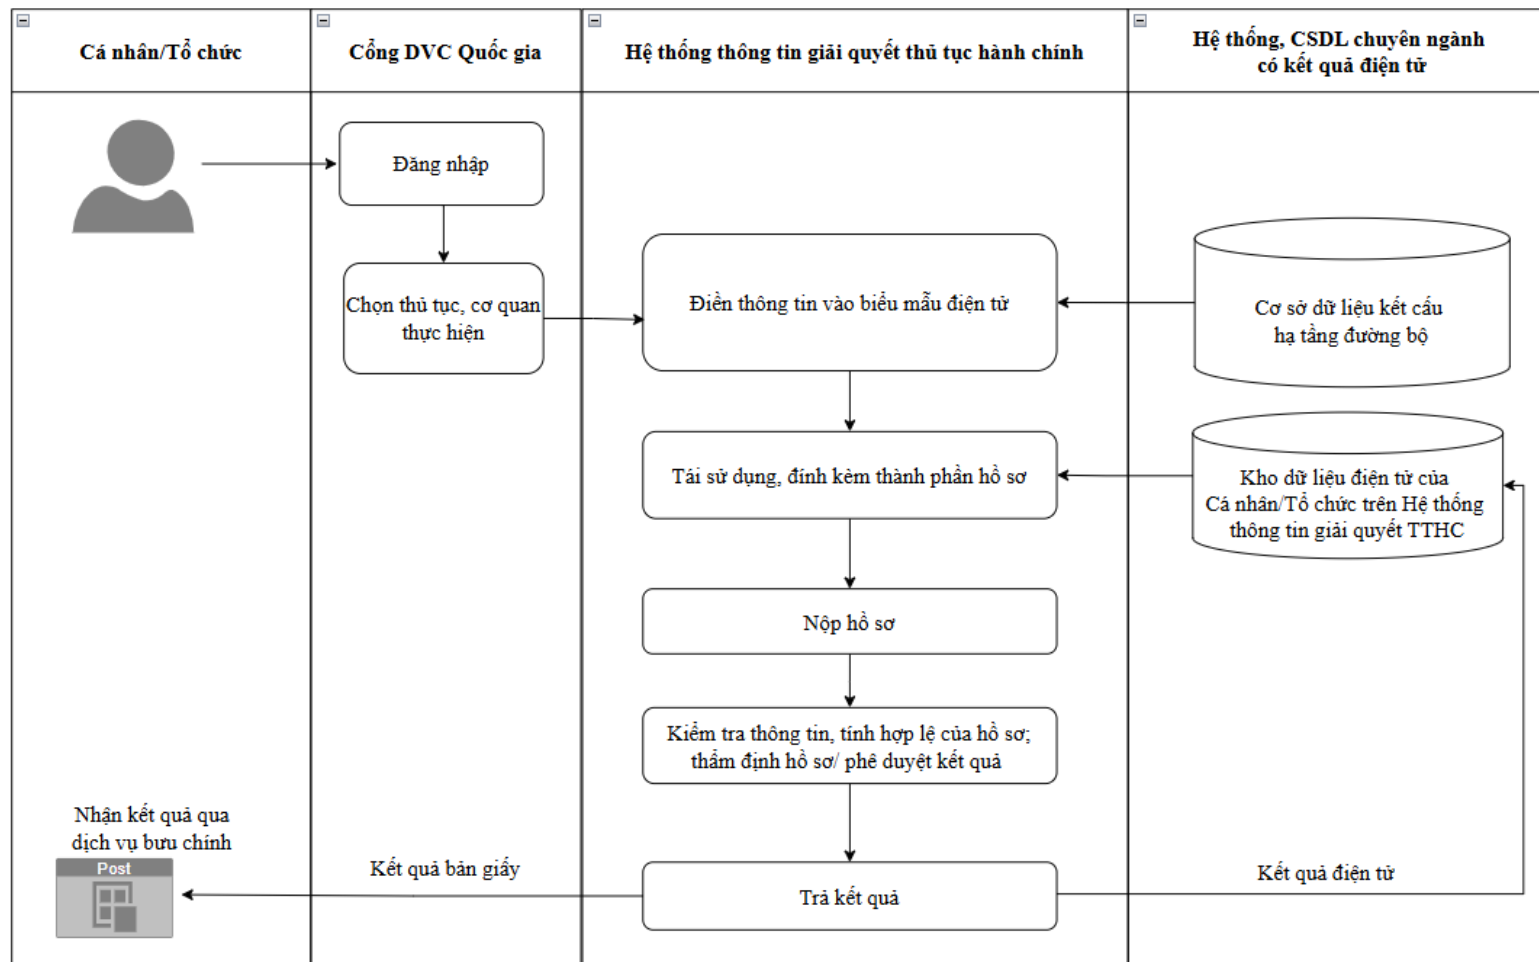 Cá nhân/Tổ chức
Cổng DVC Quốc gia
Hệ thống thông tin giải quyết thủ tục hành chính
Hệ thống, CSDL chuyên ngành
có kết quả điện tử
Đăng nhập
Chọn thủ tục, cơ quan
thực hiện
Điền thông tin vào biểu mẫu điện tử
Cơ sở dữ liệu kết cấu
hạ tầng đường bộ
Tái sử dụng, đính kèm thành phần hồ sơ
Kho dữ liệu điện tử của
Cá nhân/Tổ chức trên Hệ thống
thông tin giải quyết TTHC
Nộp hồ sơ
Kiểm tra thông tin, tính hợp lệ của hồ sơ;
thẩm định hồ sơ/ phê duyệt kết quả
Nhận kết quả qua
dịch vụ bưu chính
Post
Kết quả bản giấy
Trả kết quả
Kết quả điện tử